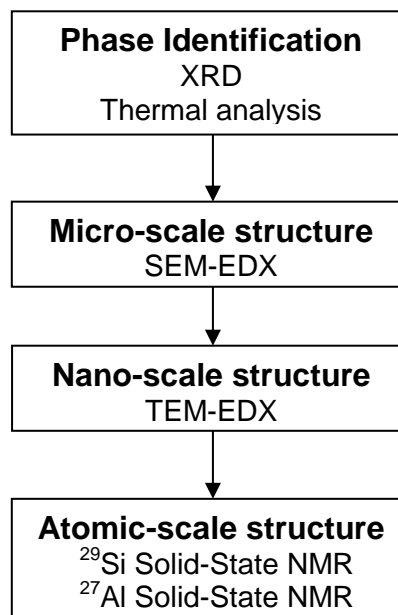 Phase Identification
XRD
Thermal analysis
Micro-scale structure
SEM-EDX
Nano-scale structure
TEM-EDX
Atomic-scale structure
²⁹Si Solid-State NMR
²⁷Al Solid-State NMR